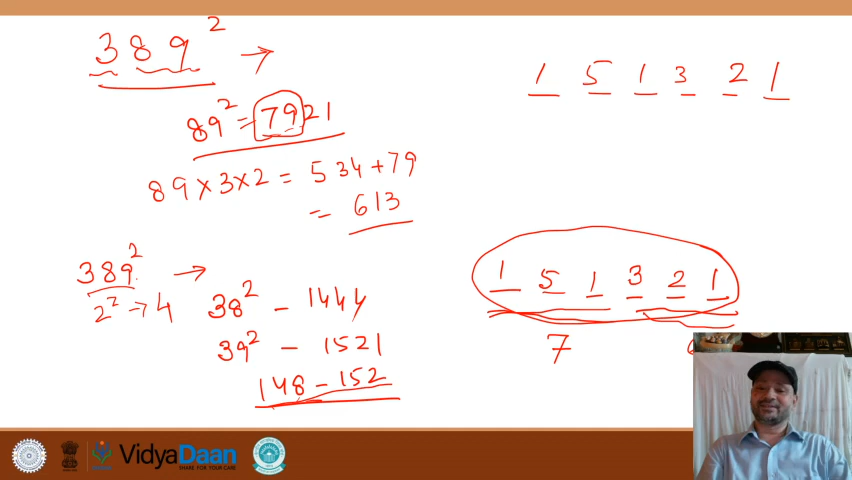 389² →
1 5 1 3 2 1
89² = 7921
89 × 3 × 2 = 534 + 79
= 613
389² →
2² → 4
38² - 1444
39² - 1521
148 - 152
1 5 1 3 2 1
7
VidyaDaan
SHARE FOR YOUR CARE